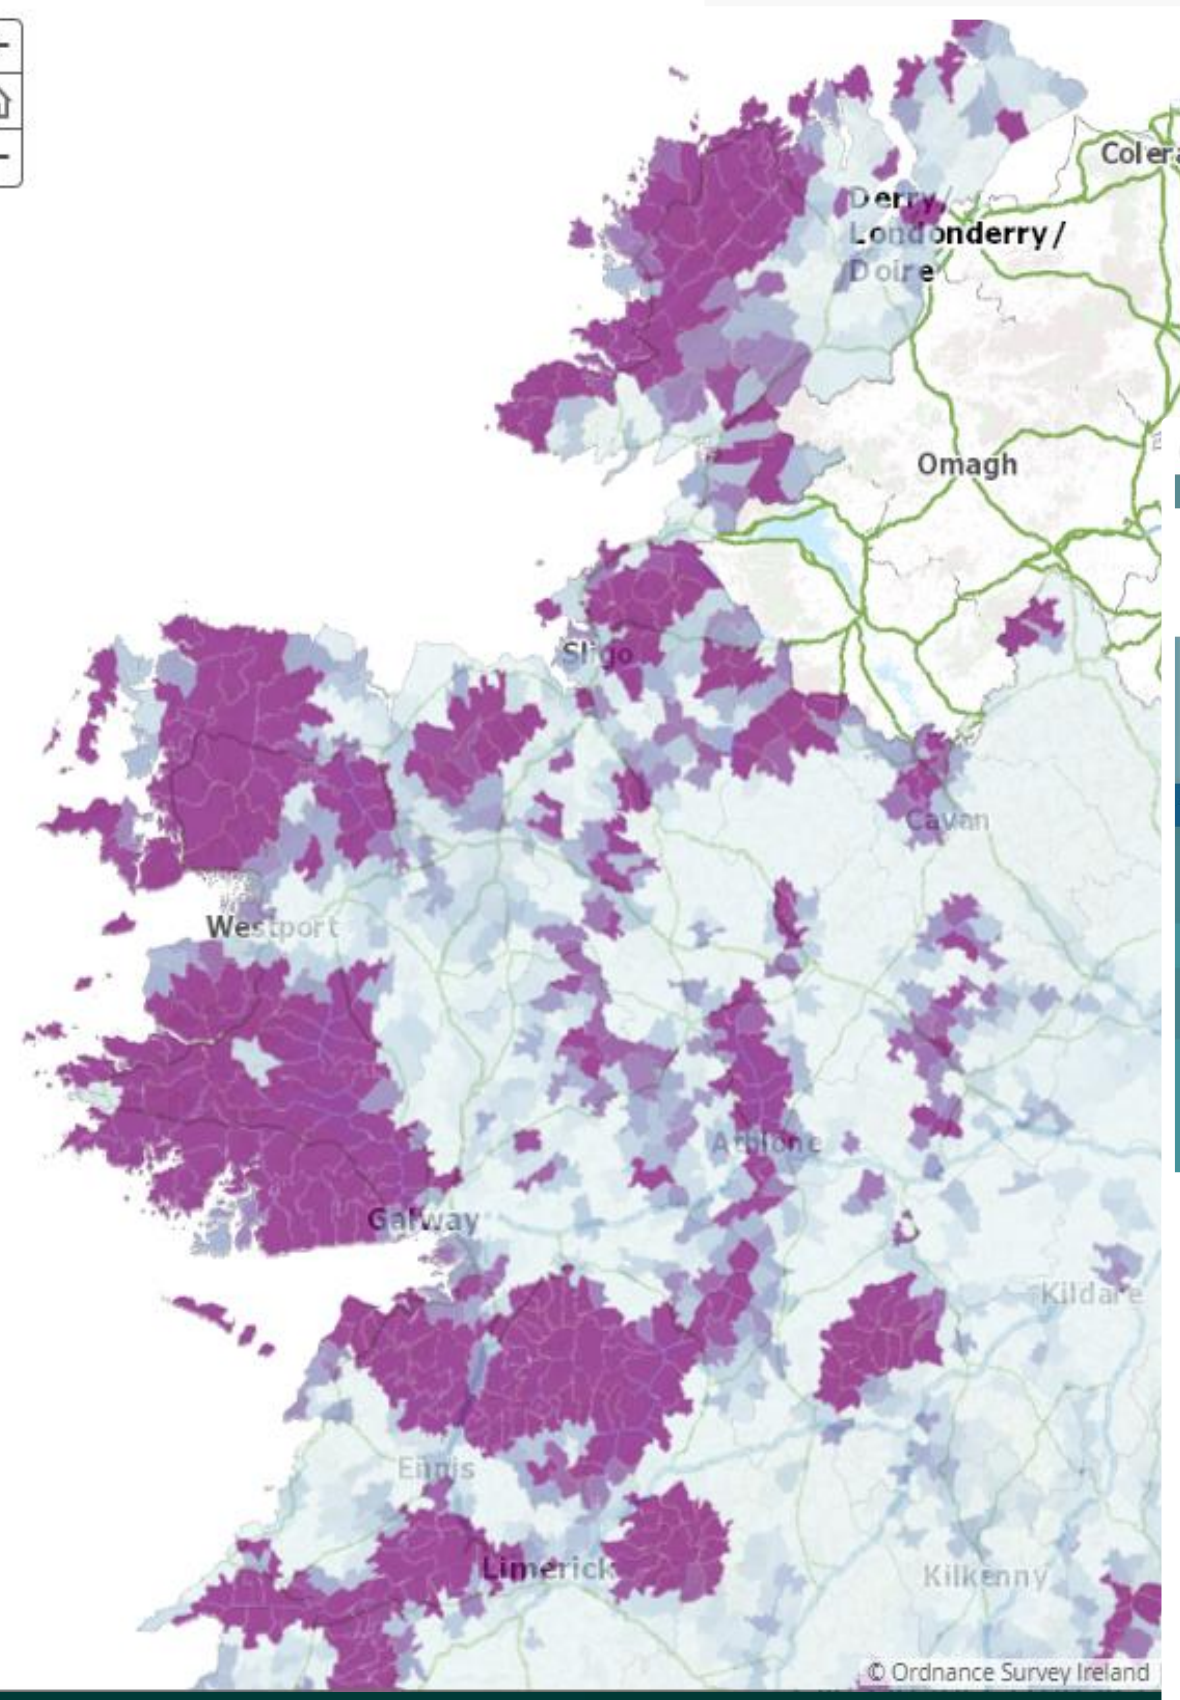 Colera
Derry/
Londonderry/
Doire
Omagh
Sligo
Cavan
Westport
Athlone
Galway
Kildare
Ennis
Limerick
Kilkenny
© Ordnance Survey Ireland